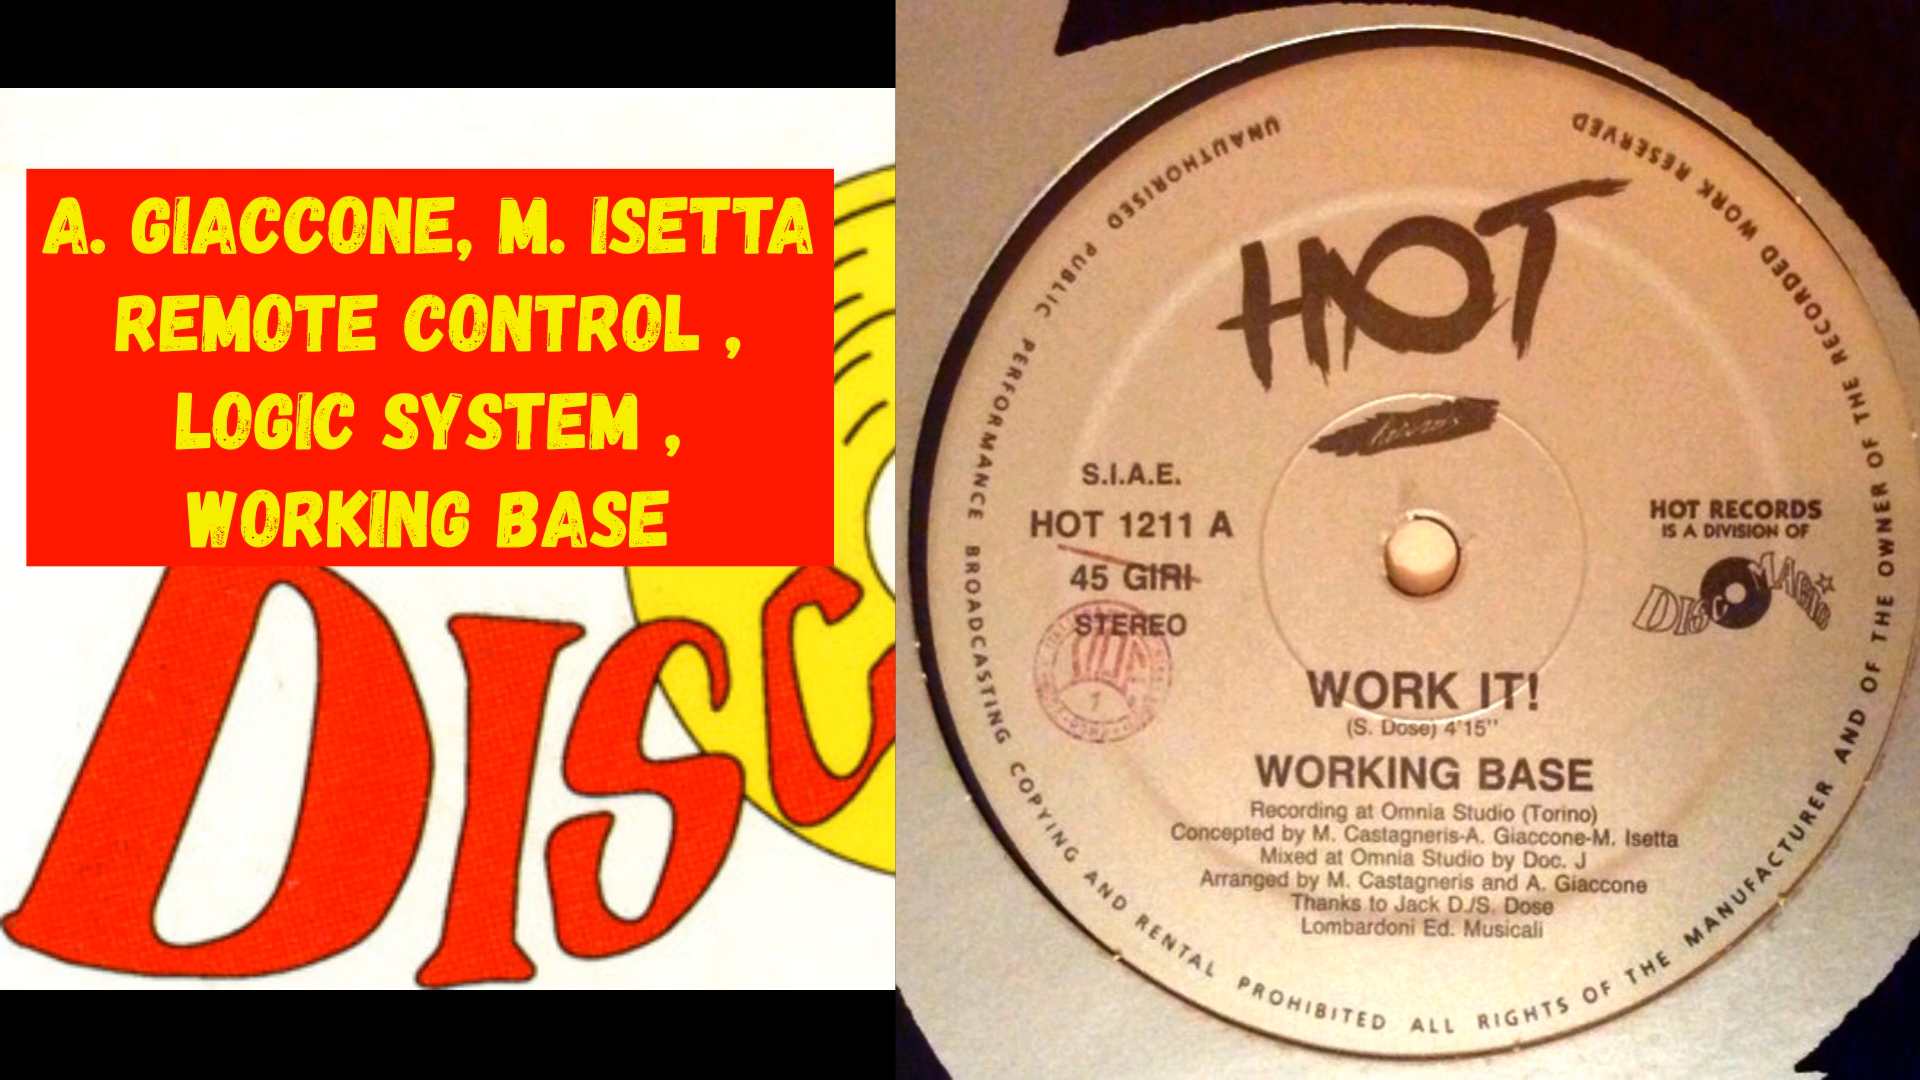 A. GIACCONE, M. ISETTA
REMOTE CONTROL ,
LOGIC SYSTEM ,
WORKING BASE
DISC
UNAUTHORISED PUBLIC PERFORMANCE BROADCASTING COPYING AND RENTAL PROHIBITED ALL RIGHTS OF THE MANUFACTURER AND OF THE OWNER OF THE RECORDED WORK RESERVED
HOT
S.I.A.E.
HOT 1211 A
45 GIRI
STEREO
HOT RECORDS
IS A DIVISION OF
DISCO MAGIC
WORK IT!
(S. Dose) 4'15''
WORKING BASE
Recording at Omnia Studio (Torino)
Concepted by M. Castagneris-A. Giaccone-M. Isetta
Mixed at Omnia Studio by Doc. J
Arranged by M. Castagneris and A. Giaccone
Thanks to Jack D./S. Dose
Lombardoni Ed. Musicali